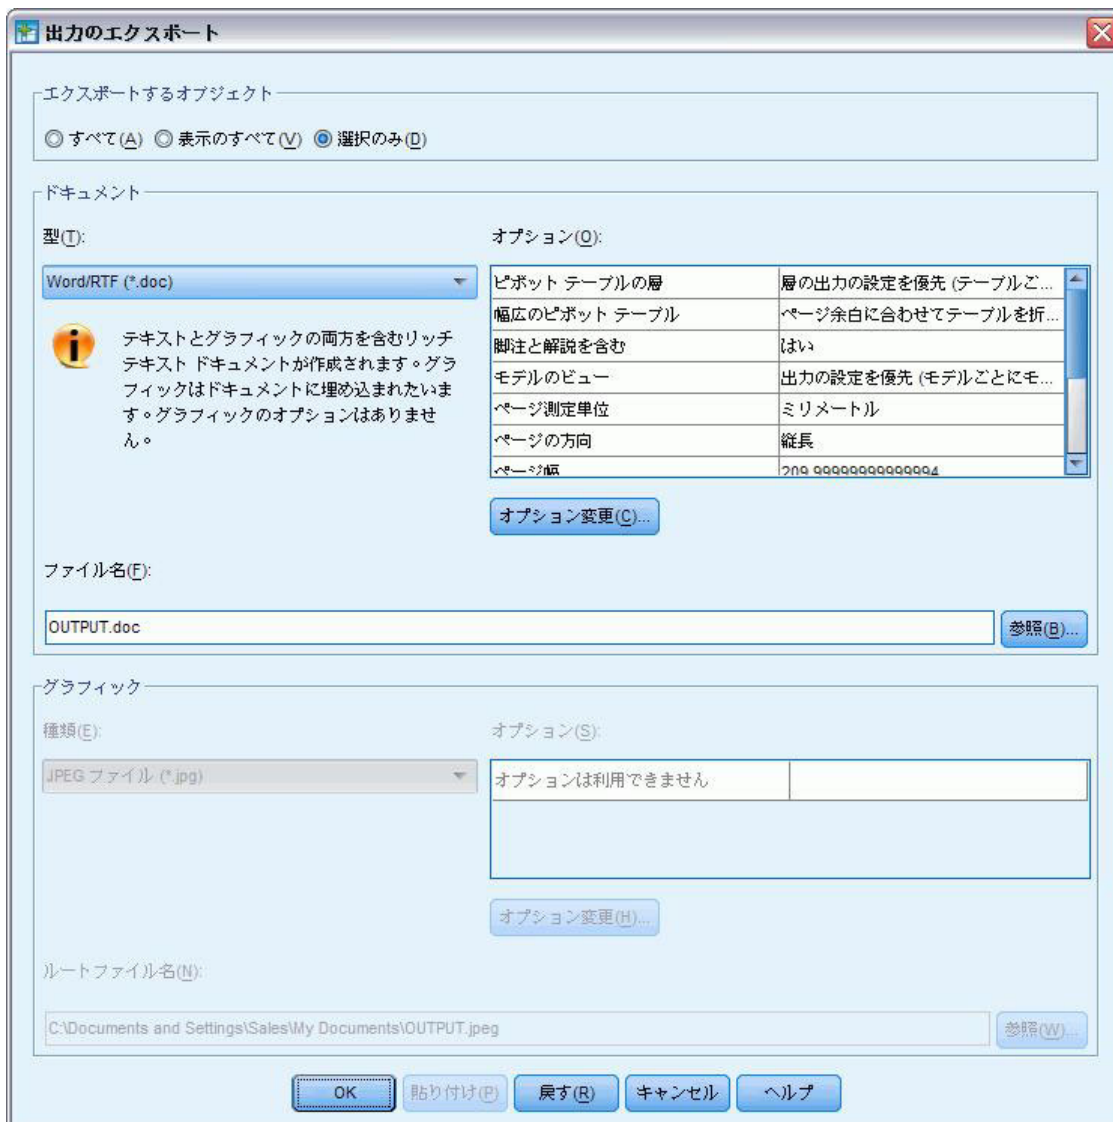 出力のエクスポート
エクスポートするオブジェクト
すべて(A) 表示のすべて(V) 選択のみ(D)
ドキュメント
型(T):
Word/RTF (*.doc)
テキストとグラフィックの両方を含むリッチ
テキスト ドキュメントが作成されます。グラ
フィックはドキュメントに埋め込まれたいま
す。グラフィックのオプションはありませ
ん。
オプション(O):
ピボット テーブルの層 層の出力の設定を優先 (テーブルご...
幅広のピボット テーブル ページ余白に合わせてテーブルを折...
脚注と解説を含む はい
モデルのビュー 出力の設定を優先 (モデルごとにモ...
ページ測定単位 ミリメートル
ページの方向 縦長
ページ幅 209.99999999999994
オプション変更(C)...
ファイル名(F):
OUTPUT.doc 参照(B)...
グラフィック
種類(E):
JPEG ファイル (*.jpg)
オプション(S):
オプションは利用できません
オプション変更(H)...
ルートファイル名(N):
C:\Documents and Settings\Sales\My Documents\OUTPUT.jpeg 参照(W)...
OK 貼り付け(P) 戻す(R) キャンセル ヘルプ